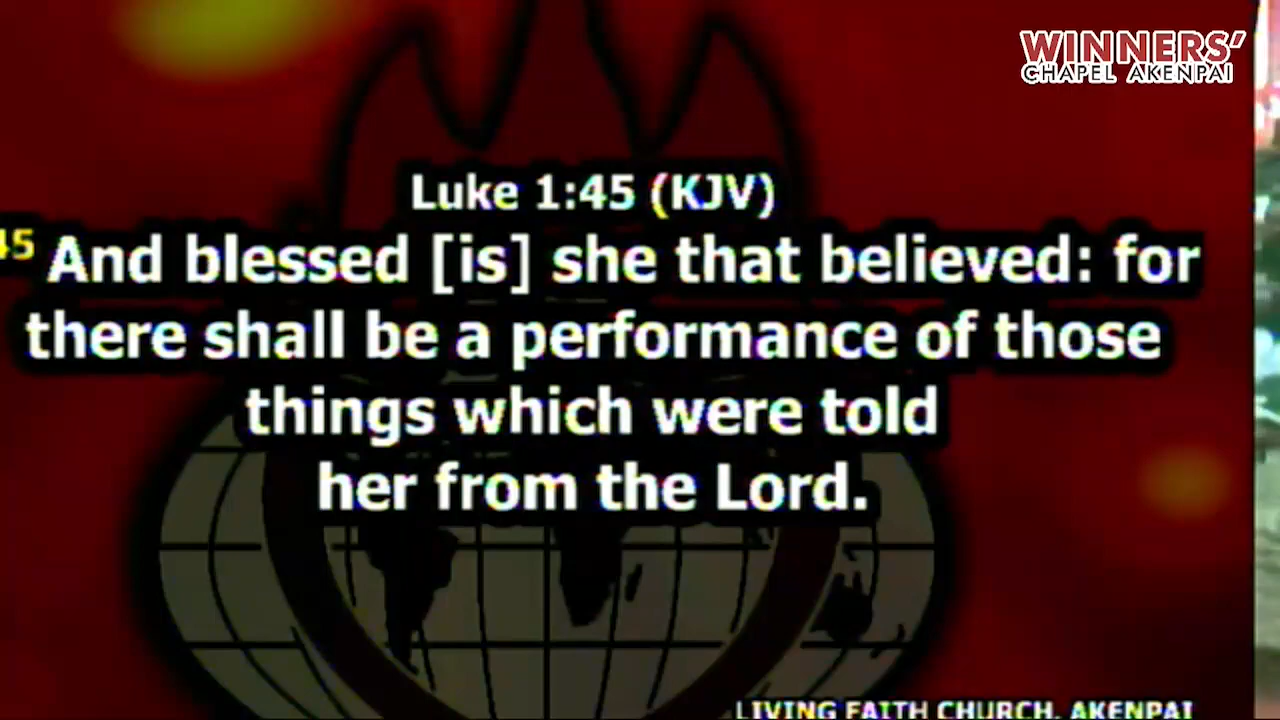 WINNERS'
CHAPEL AKENPAI
Luke 1:45 (KJV)
45 And blessed [is] she that believed: for
there shall be a performance of those
things which were told
her from the Lord.
LIVING FAITH CHURCH, AKENPAI